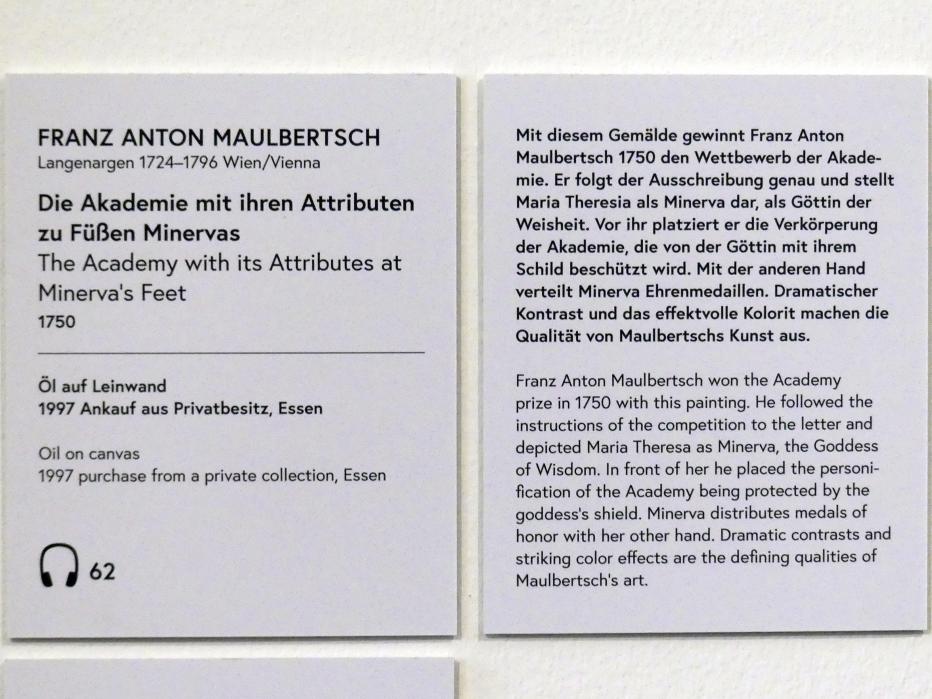 FRANZ ANTON MAULBERTSCH
Langenargen 1724–1796 Wien/Vienna
Die Akademie mit ihren Attributen
zu Füßen Minervas
The Academy with its Attributes at
Minerva's Feet
1750
Öl auf Leinwand
1997 Ankauf aus Privatbesitz, Essen
Oil on canvas
1997 purchase from a private collection, Essen
62
Mit diesem Gemälde gewinnt Franz Anton
Maulbertsch 1750 den Wettbewerb der Akade-
mie. Er folgt der Ausschreibung genau und stellt
Maria Theresia als Minerva dar, als Göttin der
Weisheit. Vor ihr platziert er die Verkörperung
der Akademie, die von der Göttin mit ihrem
Schild beschützt wird. Mit der anderen Hand
verteilt Minerva Ehrenmedaillen. Dramatischer
Kontrast und das effektvolle Kolorit machen die
Qualität von Maulbertschs Kunst aus.
Franz Anton Maulbertsch won the Academy
prize in 1750 with this painting. He followed the
instructions of the competition to the letter and
depicted Maria Theresa as Minerva, the Goddess
of Wisdom. In front of her he placed the personi-
fication of the Academy being protected by the
goddess's shield. Minerva distributes medals of
honor with her other hand. Dramatic contrasts and
striking color effects are the defining qualities of
Maulbertsch's art.